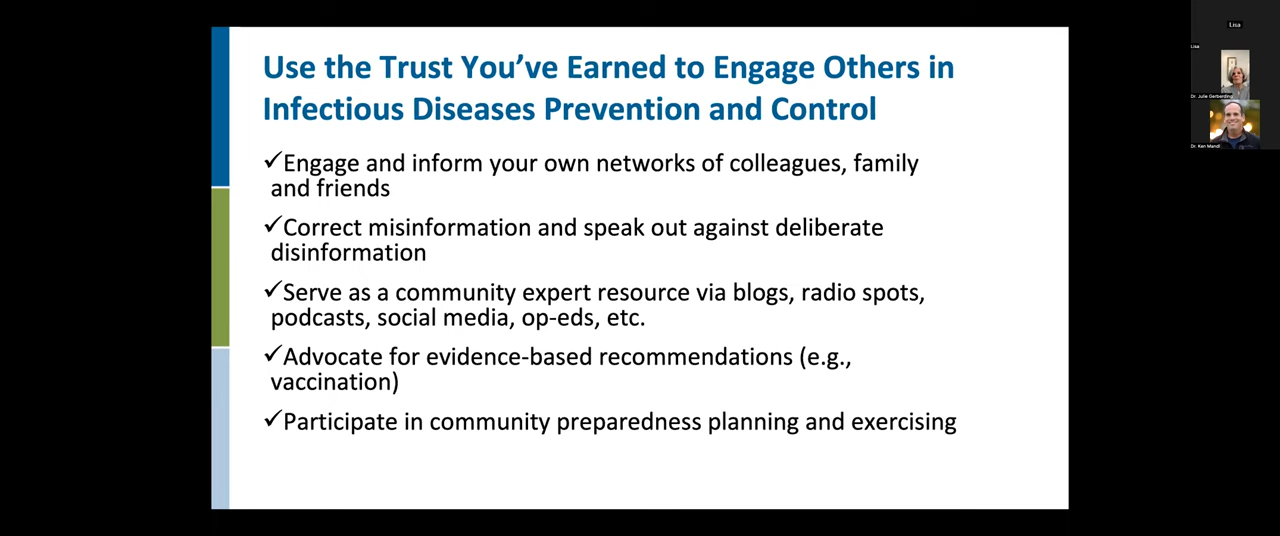 Use the Trust You've Earned to Engage Others in
Infectious Diseases Prevention and Control
✓Engage and inform your own networks of colleagues, family
and friends
✓Correct misinformation and speak out against deliberate
disinformation
✓Serve as a community expert resource via blogs, radio spots,
podcasts, social media, op-eds, etc.
✓Advocate for evidence-based recommendations (e.g.,
vaccination)
✓Participate in community preparedness planning and exercising
Lisa
Lisa
Dr. Julie Gerberding
Dr. Ken Mandl